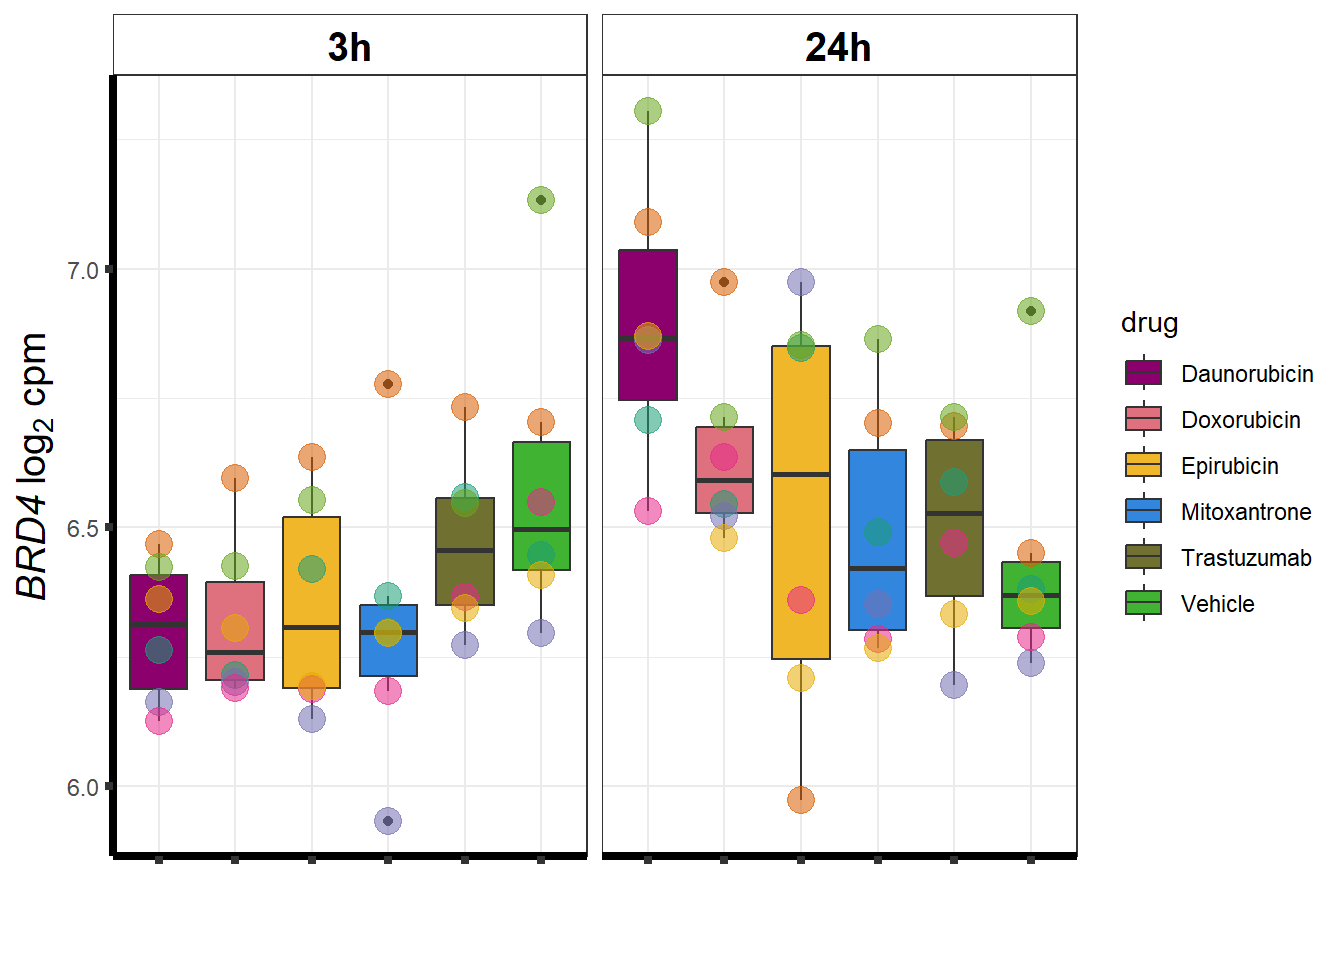 3h
24h
BRD4 log₂ cpm
7.0
6.5
6.0
drug
Daunorubicin
Doxorubicin
Epirubicin
Mitoxantrone
Trastuzumab
Vehicle